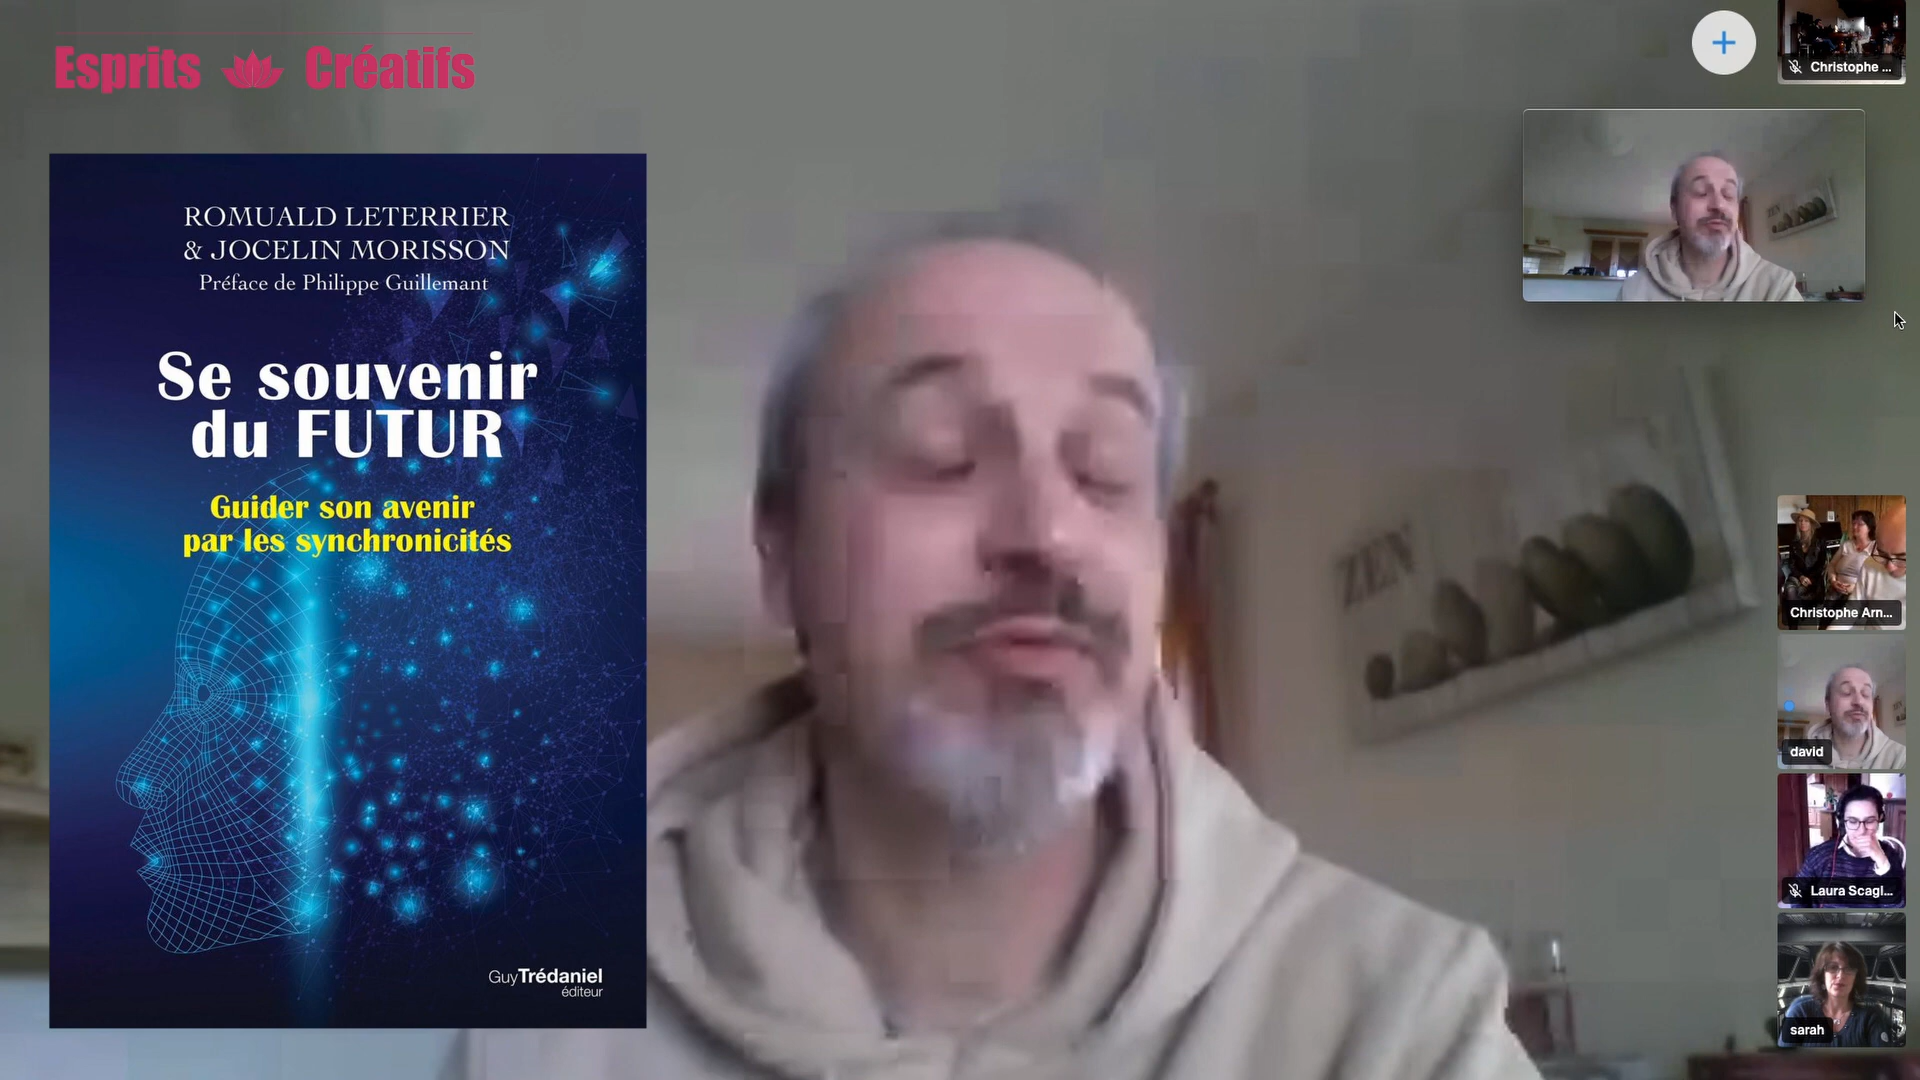 Esprits Créatifs
ROMUALD LETERRIER
& JOCELIN MORISSON
Préface de Philippe Guillemant
Se souvenir
du FUTUR
Guider son avenir
par les synchronicités
GuyTrédaniel
éditeur
ZEN
Christophe ...
Christophe Arn...
david
Laura Scagl...
sarah